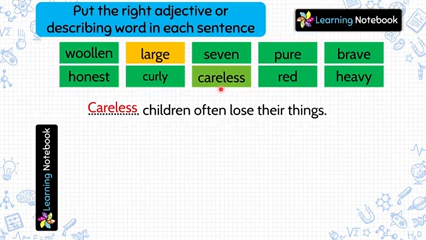 Put the right adjective or
describing word in each sentence
Learning Notebook
woollen large seven pure brave
honest curly careless red heavy
Careless children often lose their things.
Learning Notebook